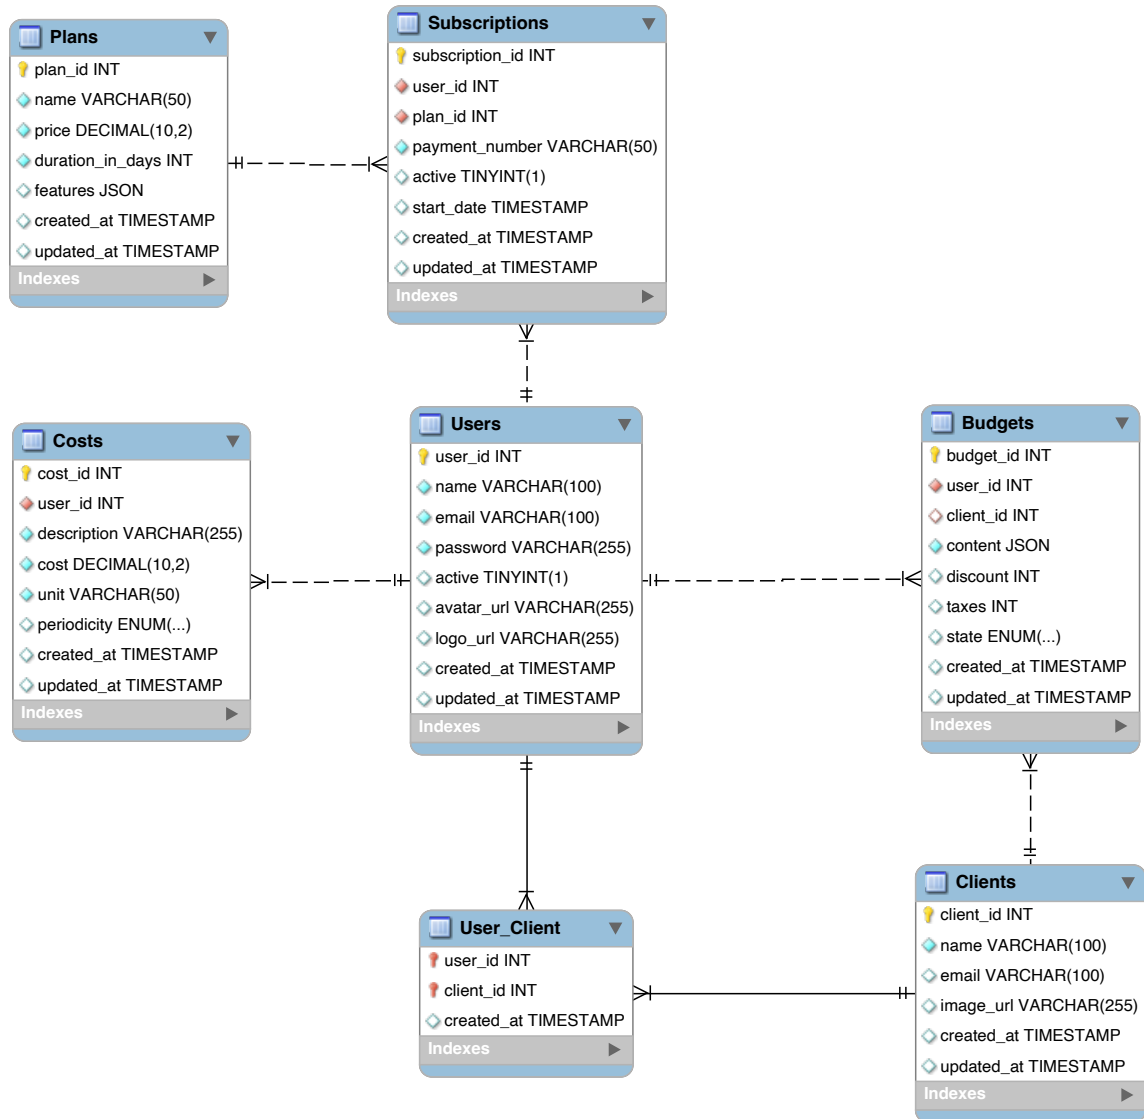 Plans
plan_id INT
name VARCHAR(50)
price DECIMAL(10,2)
duration_in_days INT
features JSON
created_at TIMESTAMP
updated_at TIMESTAMP
Indexes
Subscriptions
subscription_id INT
user_id INT
plan_id INT
payment_number VARCHAR(50)
active TINYINT(1)
start_date TIMESTAMP
created_at TIMESTAMP
updated_at TIMESTAMP
Indexes
Costs
cost_id INT
user_id INT
description VARCHAR(255)
cost DECIMAL(10,2)
unit VARCHAR(50)
periodicity ENUM(...)
created_at TIMESTAMP
updated_at TIMESTAMP
Indexes
Users
user_id INT
name VARCHAR(100)
email VARCHAR(100)
password VARCHAR(255)
active TINYINT(1)
avatar_url VARCHAR(255)
logo_url VARCHAR(255)
created_at TIMESTAMP
updated_at TIMESTAMP
Indexes
Budgets
budget_id INT
user_id INT
client_id INT
content JSON
discount INT
taxes INT
state ENUM(...)
created_at TIMESTAMP
updated_at TIMESTAMP
Indexes
User_Client
user_id INT
client_id INT
created_at TIMESTAMP
Indexes
Clients
client_id INT
name VARCHAR(100)
email VARCHAR(100)
image_url VARCHAR(255)
created_at TIMESTAMP
updated_at TIMESTAMP
Indexes